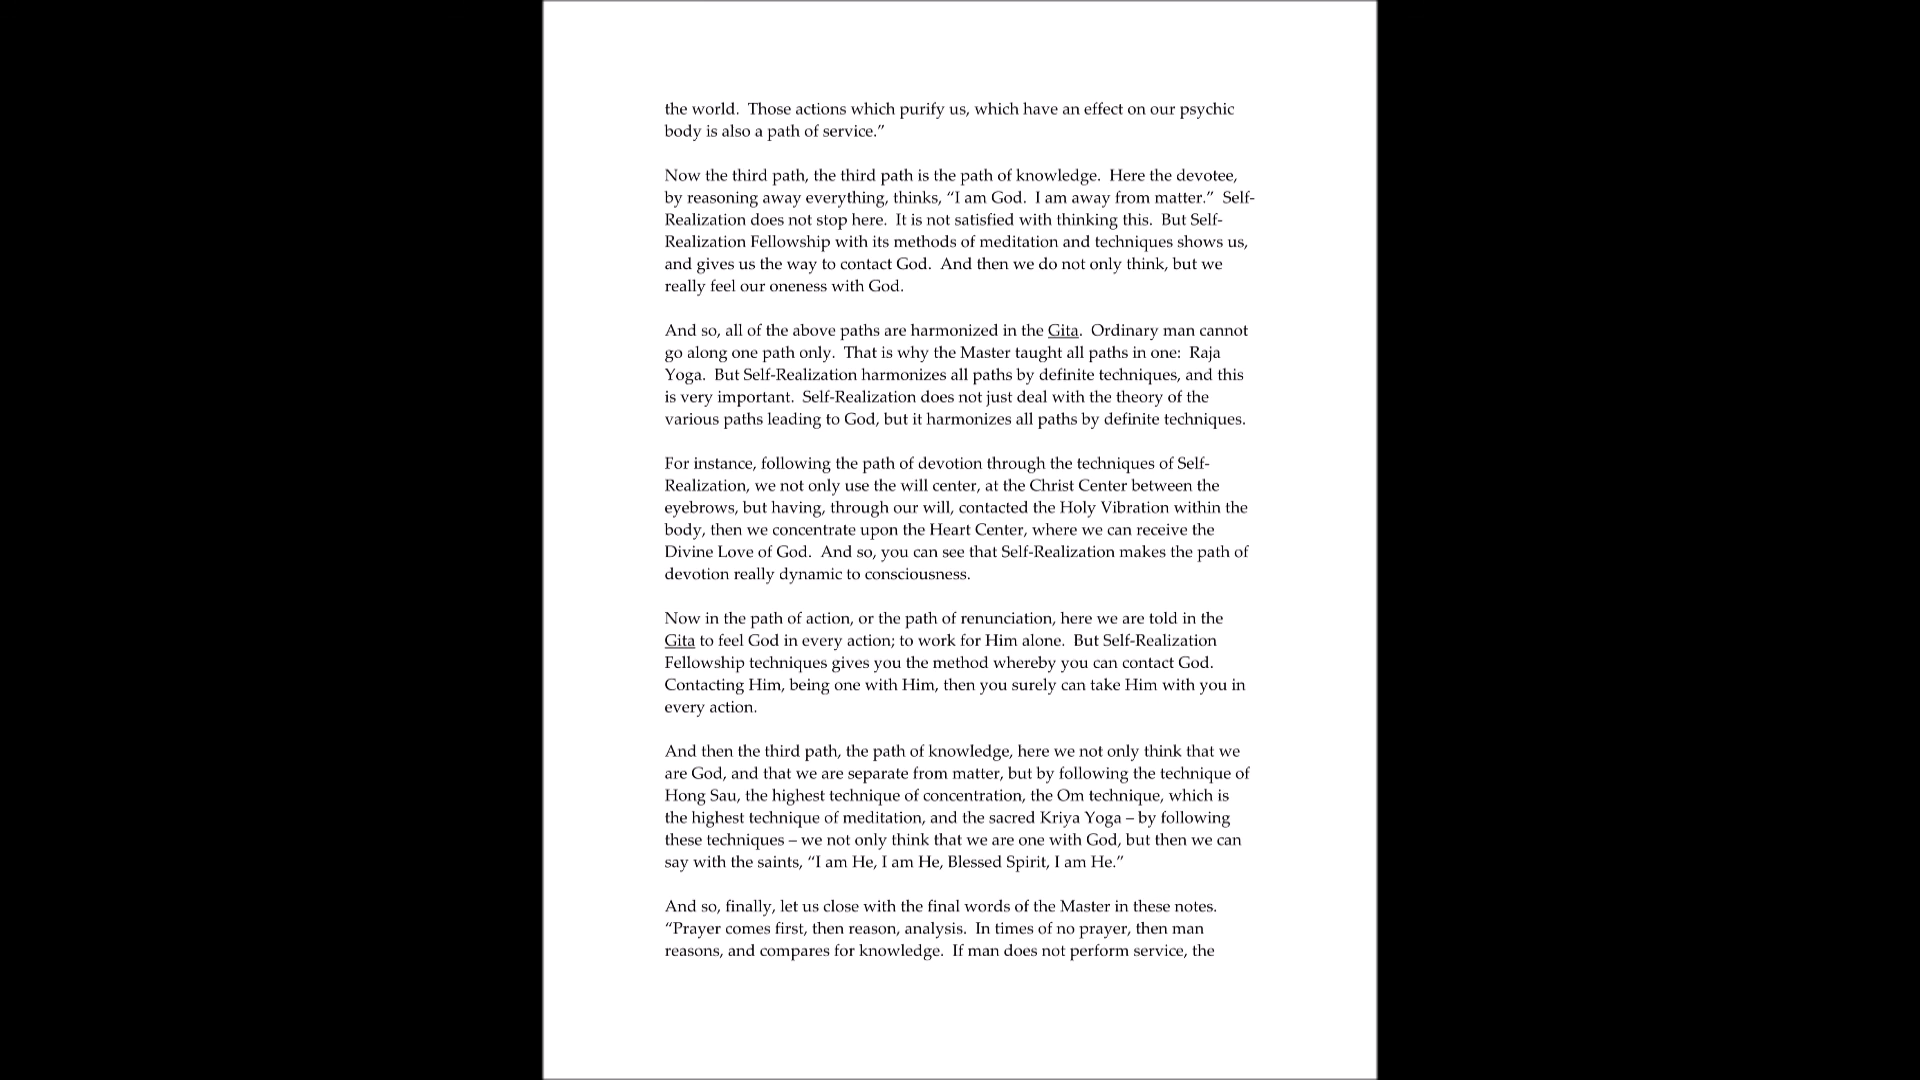 the world.  Those actions which purify us, which have an effect on our psychic
body is also a path of service.”
Now the third path, the third path is the path of knowledge.  Here the devotee,
by reasoning away everything, thinks, “I am God.  I am away from matter.”  Self-
Realization does not stop here.  It is not satisfied with thinking this.  But Self-
Realization Fellowship with its methods of meditation and techniques shows us,
and gives us the way to contact God.  And then we do not only think, but we
really feel our oneness with God.
And so, all of the above paths are harmonized in the Gita.  Ordinary man cannot
go along one path only.  That is why the Master taught all paths in one:  Raja
Yoga.  But Self-Realization harmonizes all paths by definite techniques, and this
is very important.  Self-Realization does not just deal with the theory of the
various paths leading to God, but it harmonizes all paths by definite techniques.
For instance, following the path of devotion through the techniques of Self-
Realization, we not only use the will center, at the Christ Center between the
eyebrows, but having, through our will, contacted the Holy Vibration within the
body, then we concentrate upon the Heart Center, where we can receive the
Divine Love of God.  And so, you can see that Self-Realization makes the path of
devotion really dynamic to consciousness.
Now in the path of action, or the path of renunciation, here we are told in the
Gita to feel God in every action; to work for Him alone.  But Self-Realization
Fellowship techniques gives you the method whereby you can contact God.
Contacting Him, being one with Him, then you surely can take Him with you in
every action.
And then the third path, the path of knowledge, here we not only think that we
are God, and that we are separate from matter, but by following the technique of
Hong Sau, the highest technique of concentration, the Om technique, which is
the highest technique of meditation, and the sacred Kriya Yoga – by following
these techniques – we not only think that we are one with God, but then we can
say with the saints, “I am He, I am He, Blessed Spirit, I am He.”
And so, finally, let us close with the final words of the Master in these notes.
“Prayer comes first, then reason, analysis.  In times of no prayer, then man
reasons, and compares for knowledge.  If man does not perform service, the